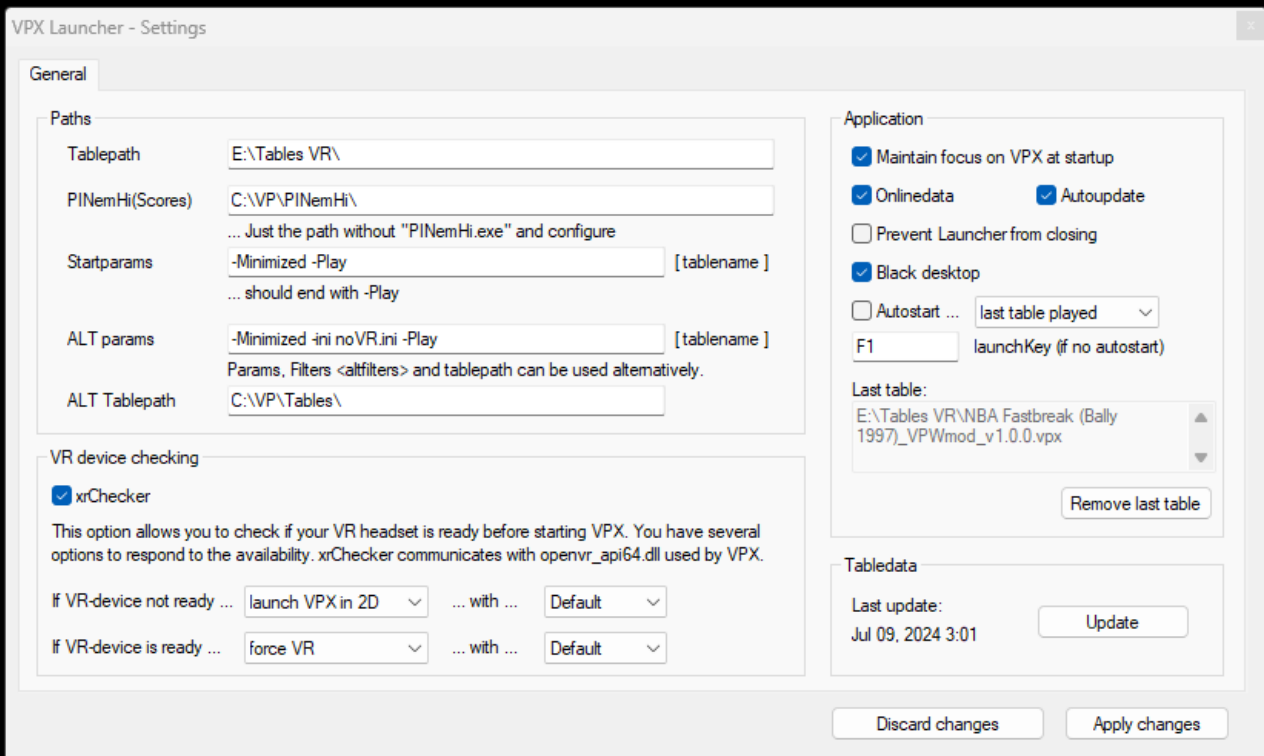 VPX Launcher - Settings
x
General
Paths
Tablepath E:\Tables VR\
PINemHi(Scores) C:\VP\PINemHi\
... Just the path without "PINemHi.exe" and configure
Startparams -Minimized -Play [ tablename ]
... should end with -Play
ALT params -Minimized -ini noVR.ini -Play [ tablename ]
Params, Filters <altfilters> and tablepath can be used alternatively.
ALT Tablepath C:\VP\Tables\
VR device checking
xrChecker
This option allows you to check if your VR headset is ready before starting VPX. You have several
options to respond to the availability. xrChecker communicates with openvr_api64.dll used by VPX.
If VR-device not ready ... launch VPX in 2D ... with ... Default
If VR-device is ready ... force VR ... with ... Default
Application
Maintain focus on VPX at startup
Onlinedata Autoupdate
Prevent Launcher from closing
Black desktop
Autostart ... last table played
F1 launchKey (if no autostart)
Last table:
E:\Tables VR\NBA Fastbreak (Bally
1997)_VPWmod_v1.0.0.vpx
Remove last table
Tabledata
Last update:
Jul 09, 2024 3:01
Update
Discard changes Apply changes